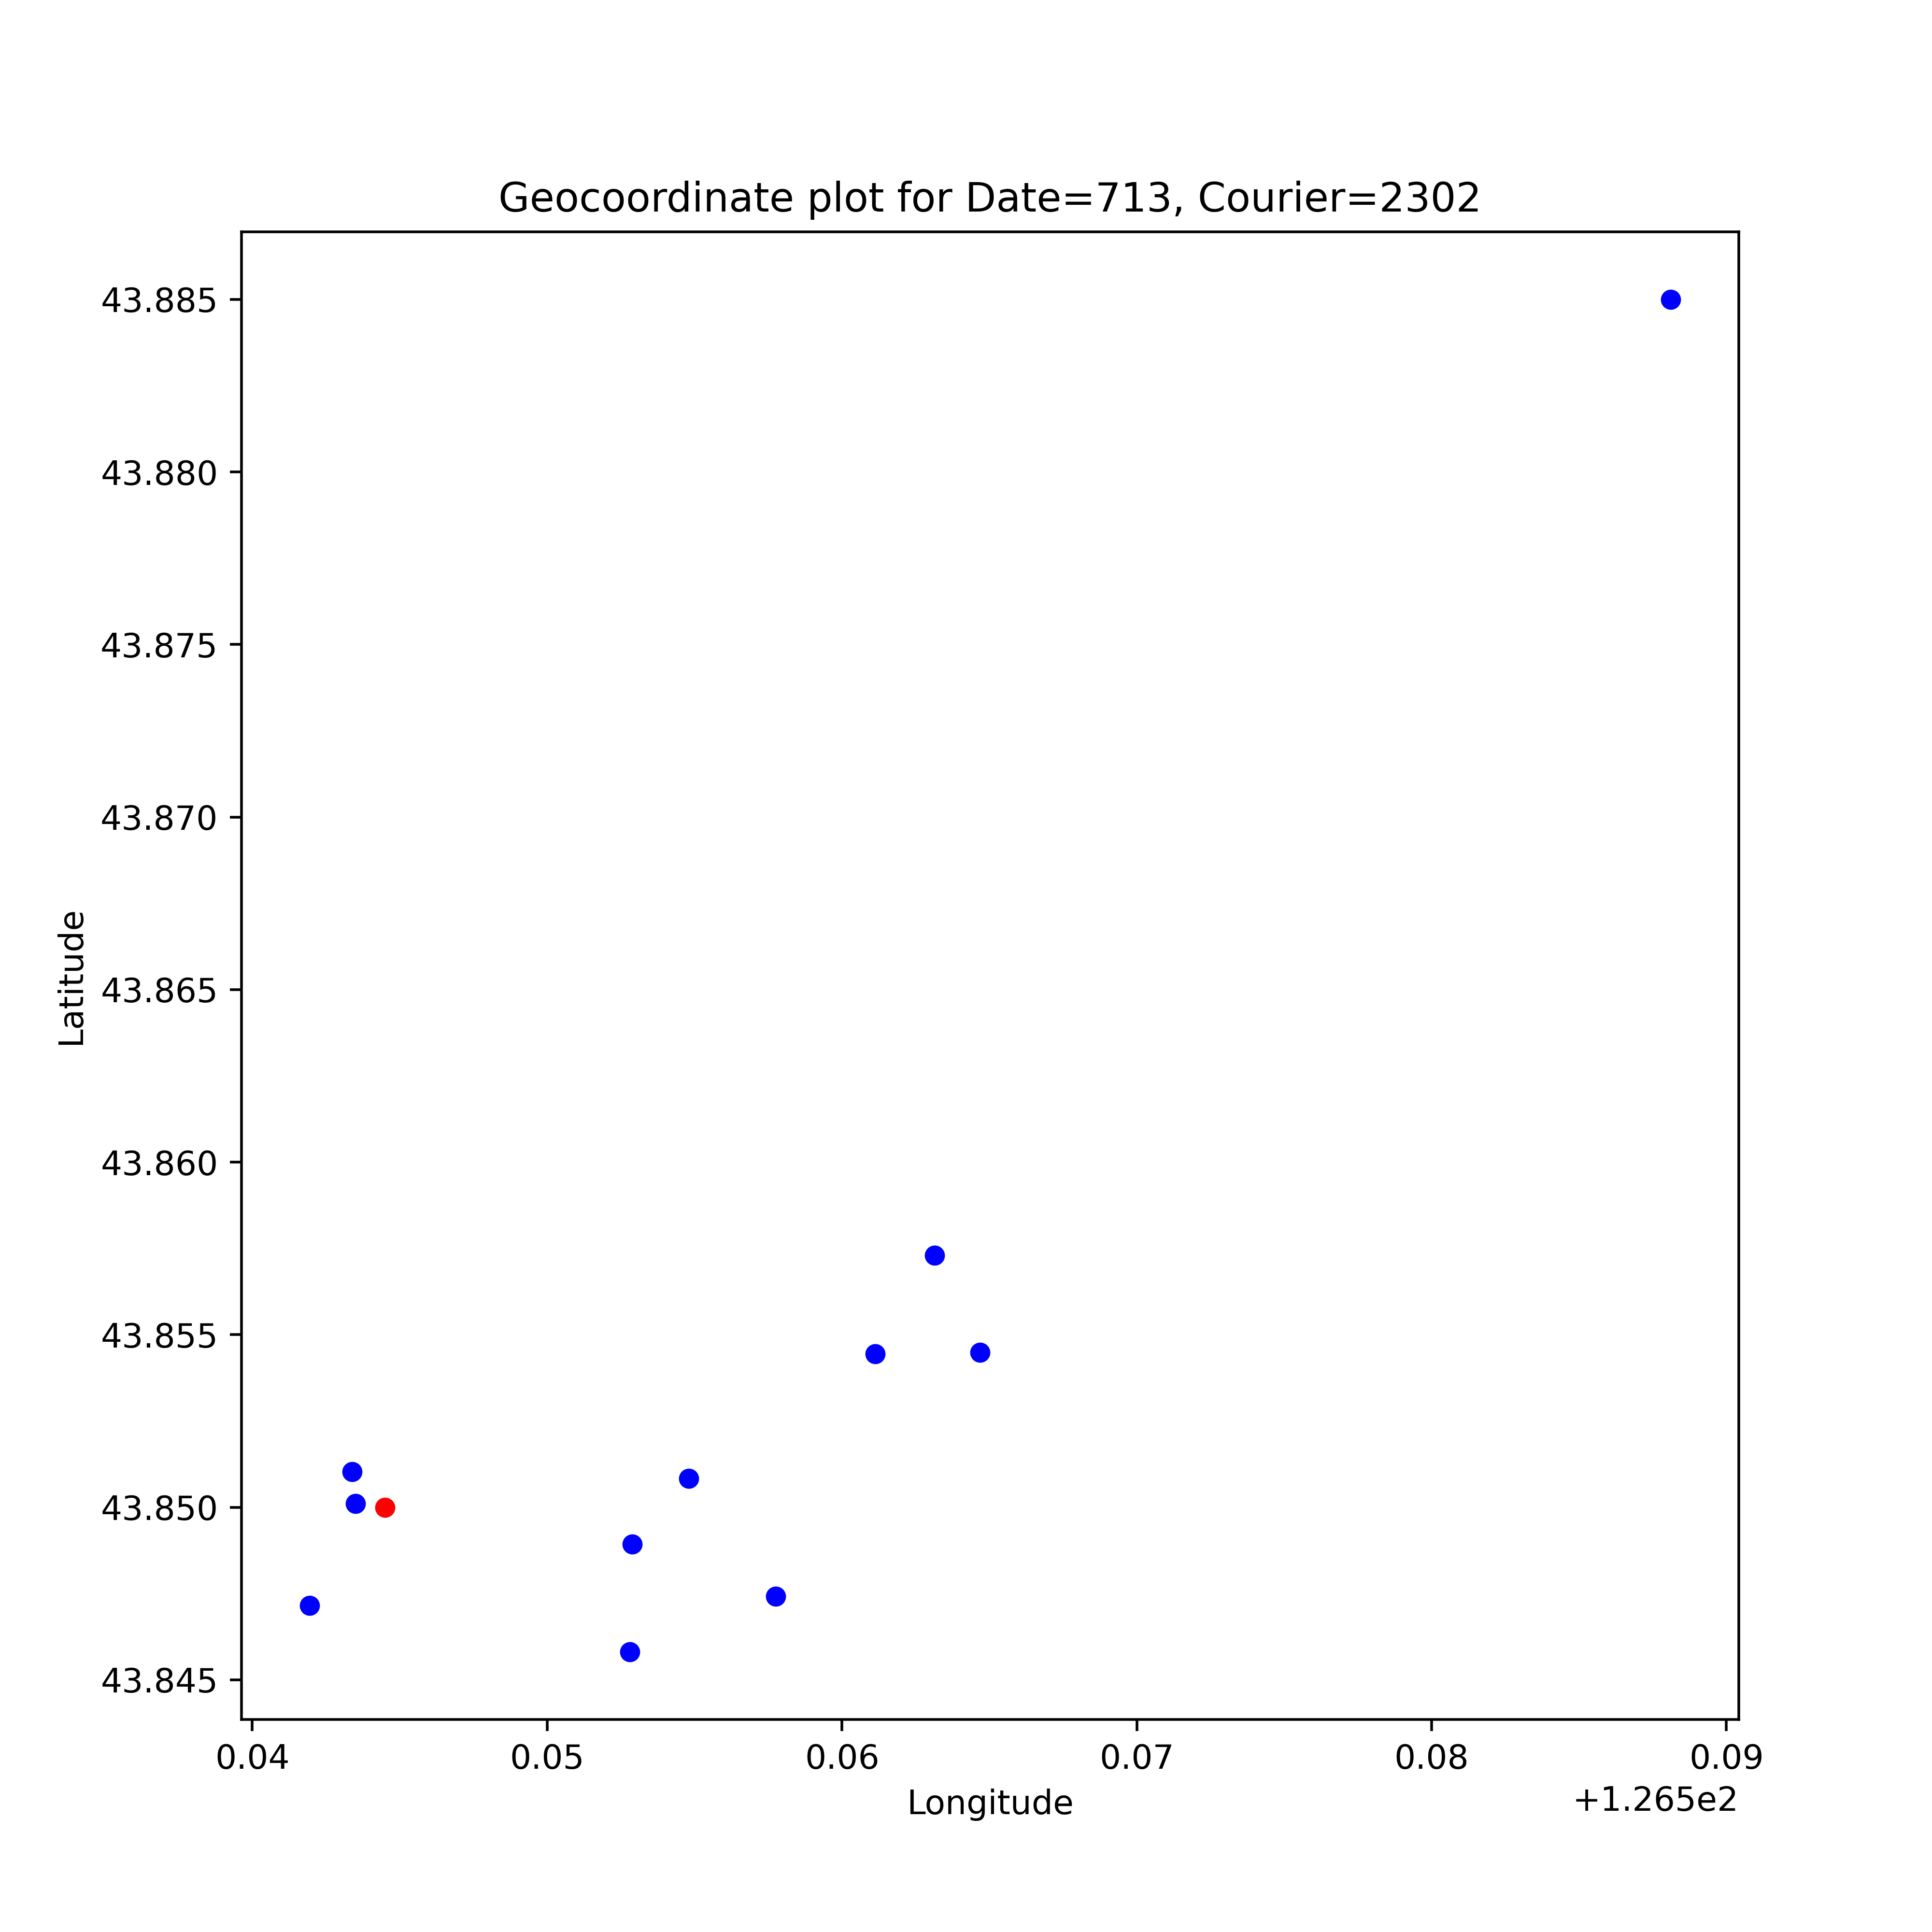 Geocoordinate plot for Date=713, Courier=2302
43.885
43.880
43.875
43.870
43.865
43.860
43.855
43.850
43.845
Latitude
0.04 0.05 0.06 0.07 0.08 0.09
+1.265e2
Longitude